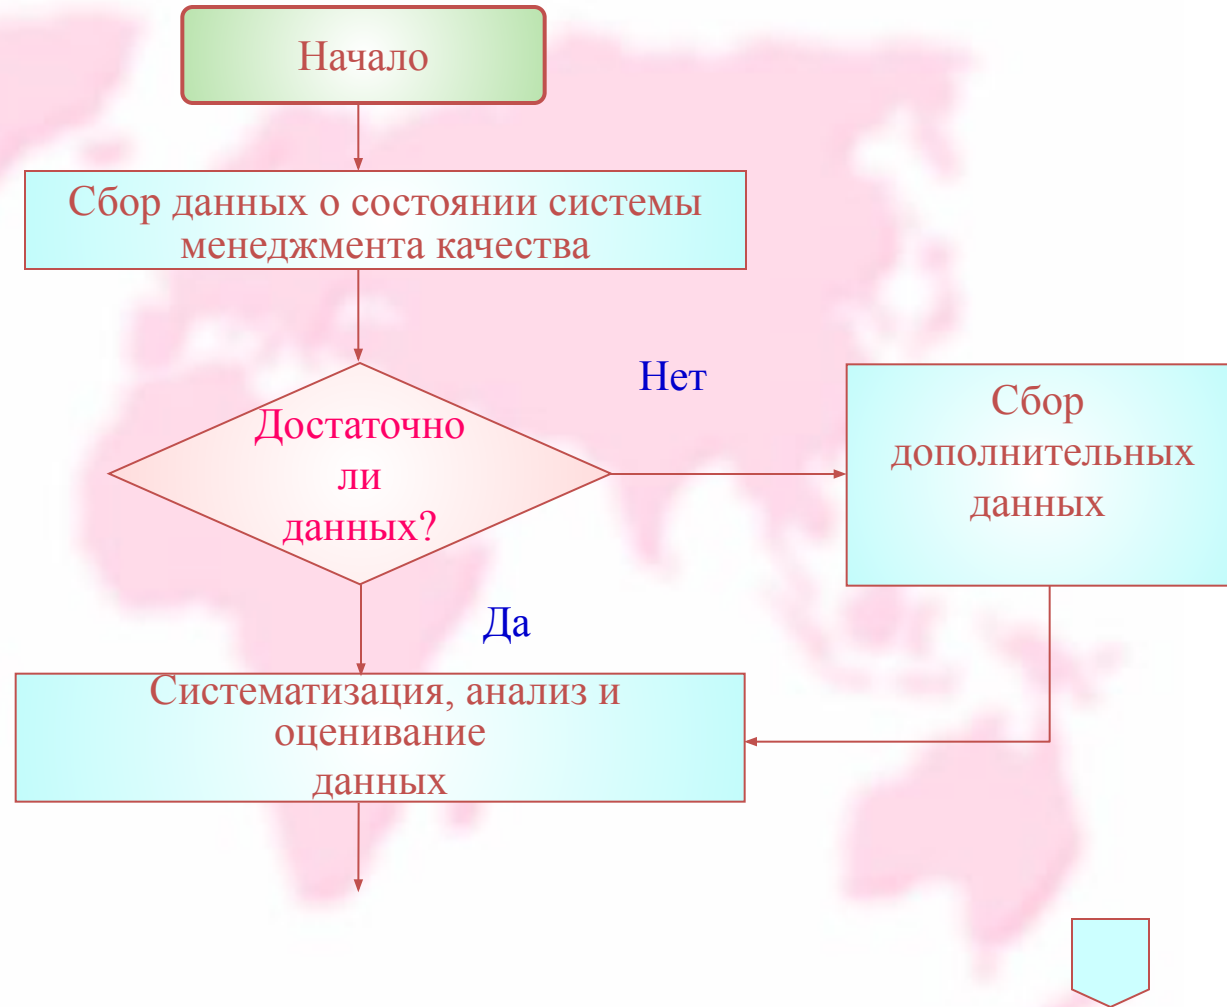 Начало
Сбор данных о состоянии системы
менеджмента качества
Достаточно
ли
данных?
Нет
Сбор
дополнительных
данных
Да
Систематизация, анализ и
оценивание
данных